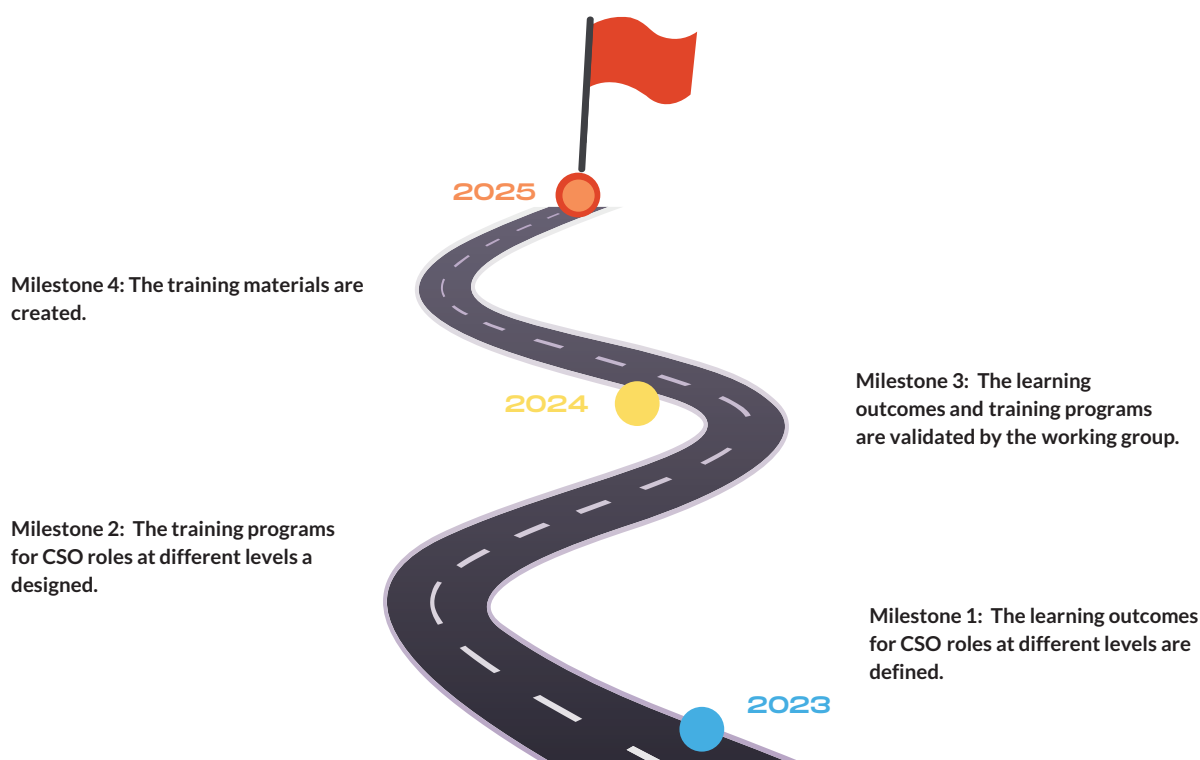 2025
Milestone 4: The training materials are
created.
2024
Milestone 3: The learning
outcomes and training programs
are validated by the working group.
Milestone 2: The training programs
for CSO roles at different levels a
designed.
Milestone 1: The learning outcomes
for CSO roles at different levels are
defined.
2023